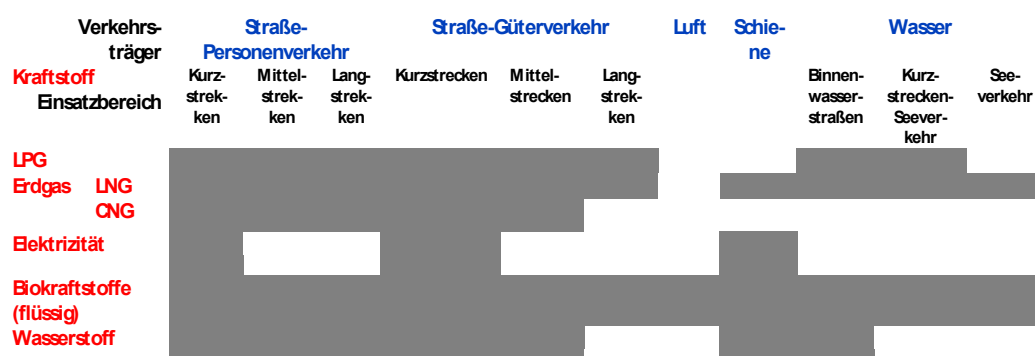 Verkehrs- Straße- Straße-Güterverkehr Luft Schie- Wasser
träger Personenverkehr ne
Kraftstoff Kurz- Mittel- Lang- Kurzstrecken Mittel- Lang- Binnen- Kurz- See-
Einsatzbereich strek- strek- strek- strecken strek- wasser- strecken- verkehr
ken ken ken ken straßen Seever-
kehr
LPG
Erdgas LNG
CNG
Elektrizität
Biokraftstoffe
(flüssig)
Wasserstoff